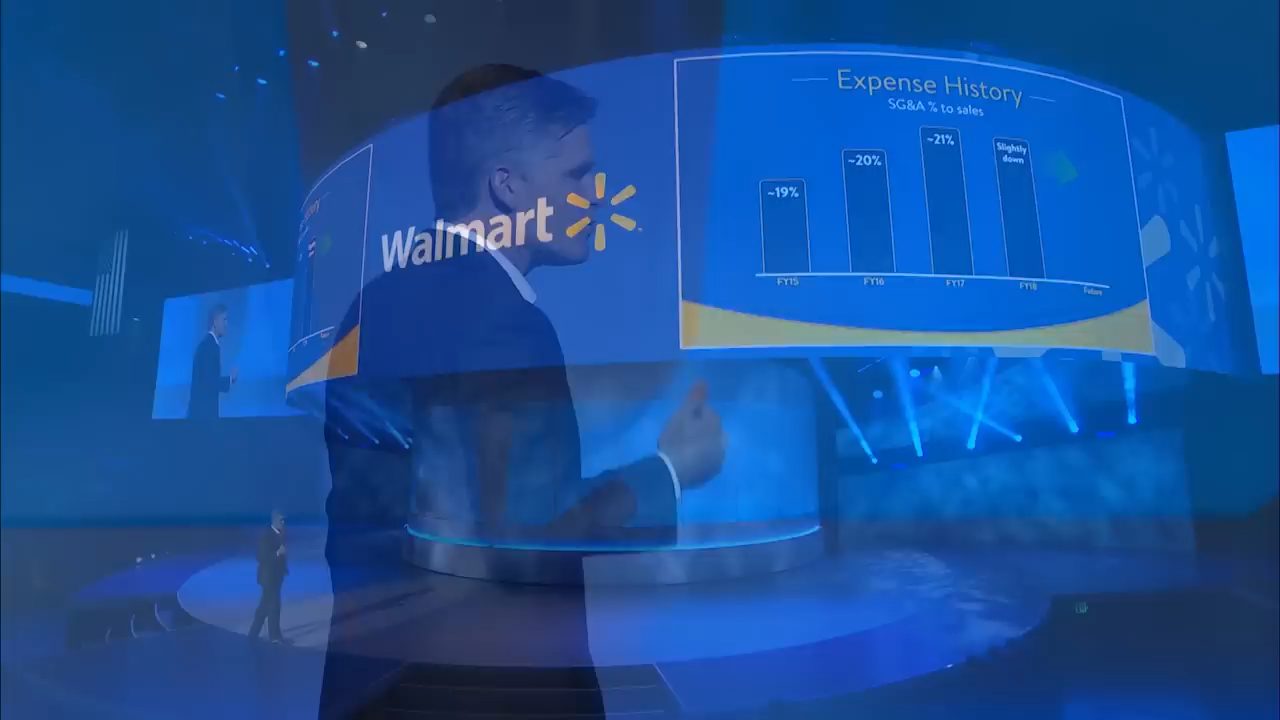 Walmart
Expense History
SG&A % to sales
~19%
~20%
~21%
Slightly
down
FY15
FY16
FY17
FY18
Future